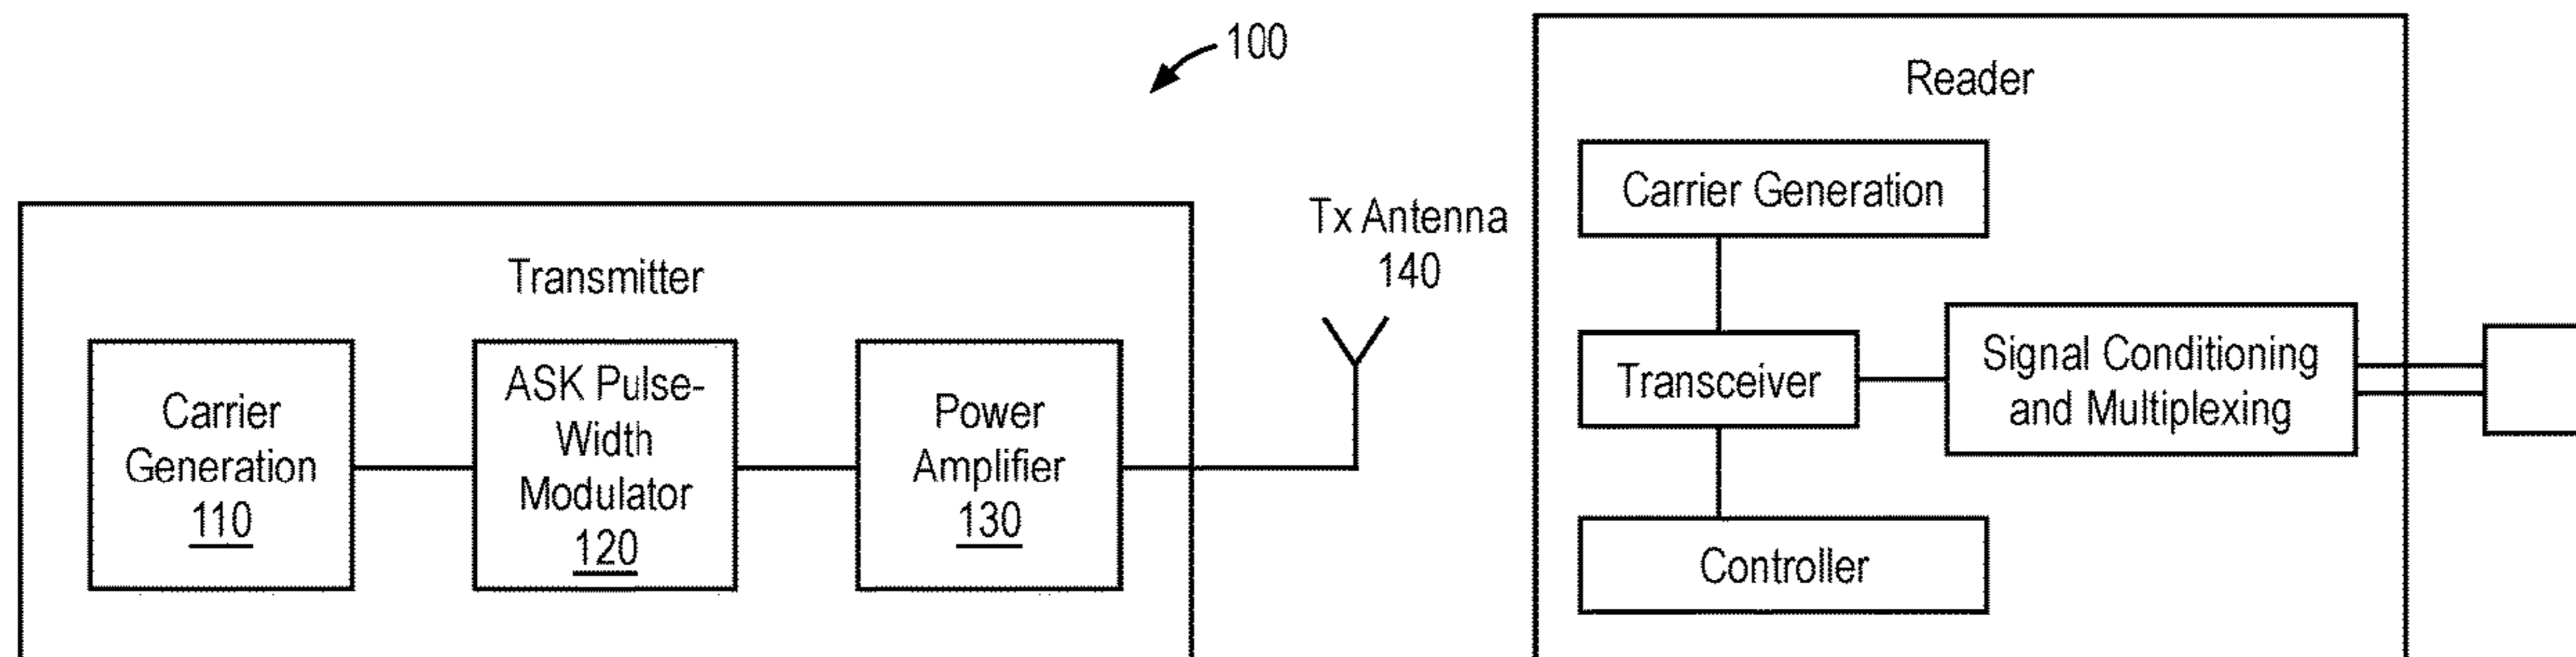 100
Transmitter
Carrier
Generation
110
ASK Pulse-
Width
Modulator
120
Power
Amplifier
130
Tx Antenna
140
Reader
Carrier Generation
Transceiver
Signal Conditioning
and Multiplexing
Controller